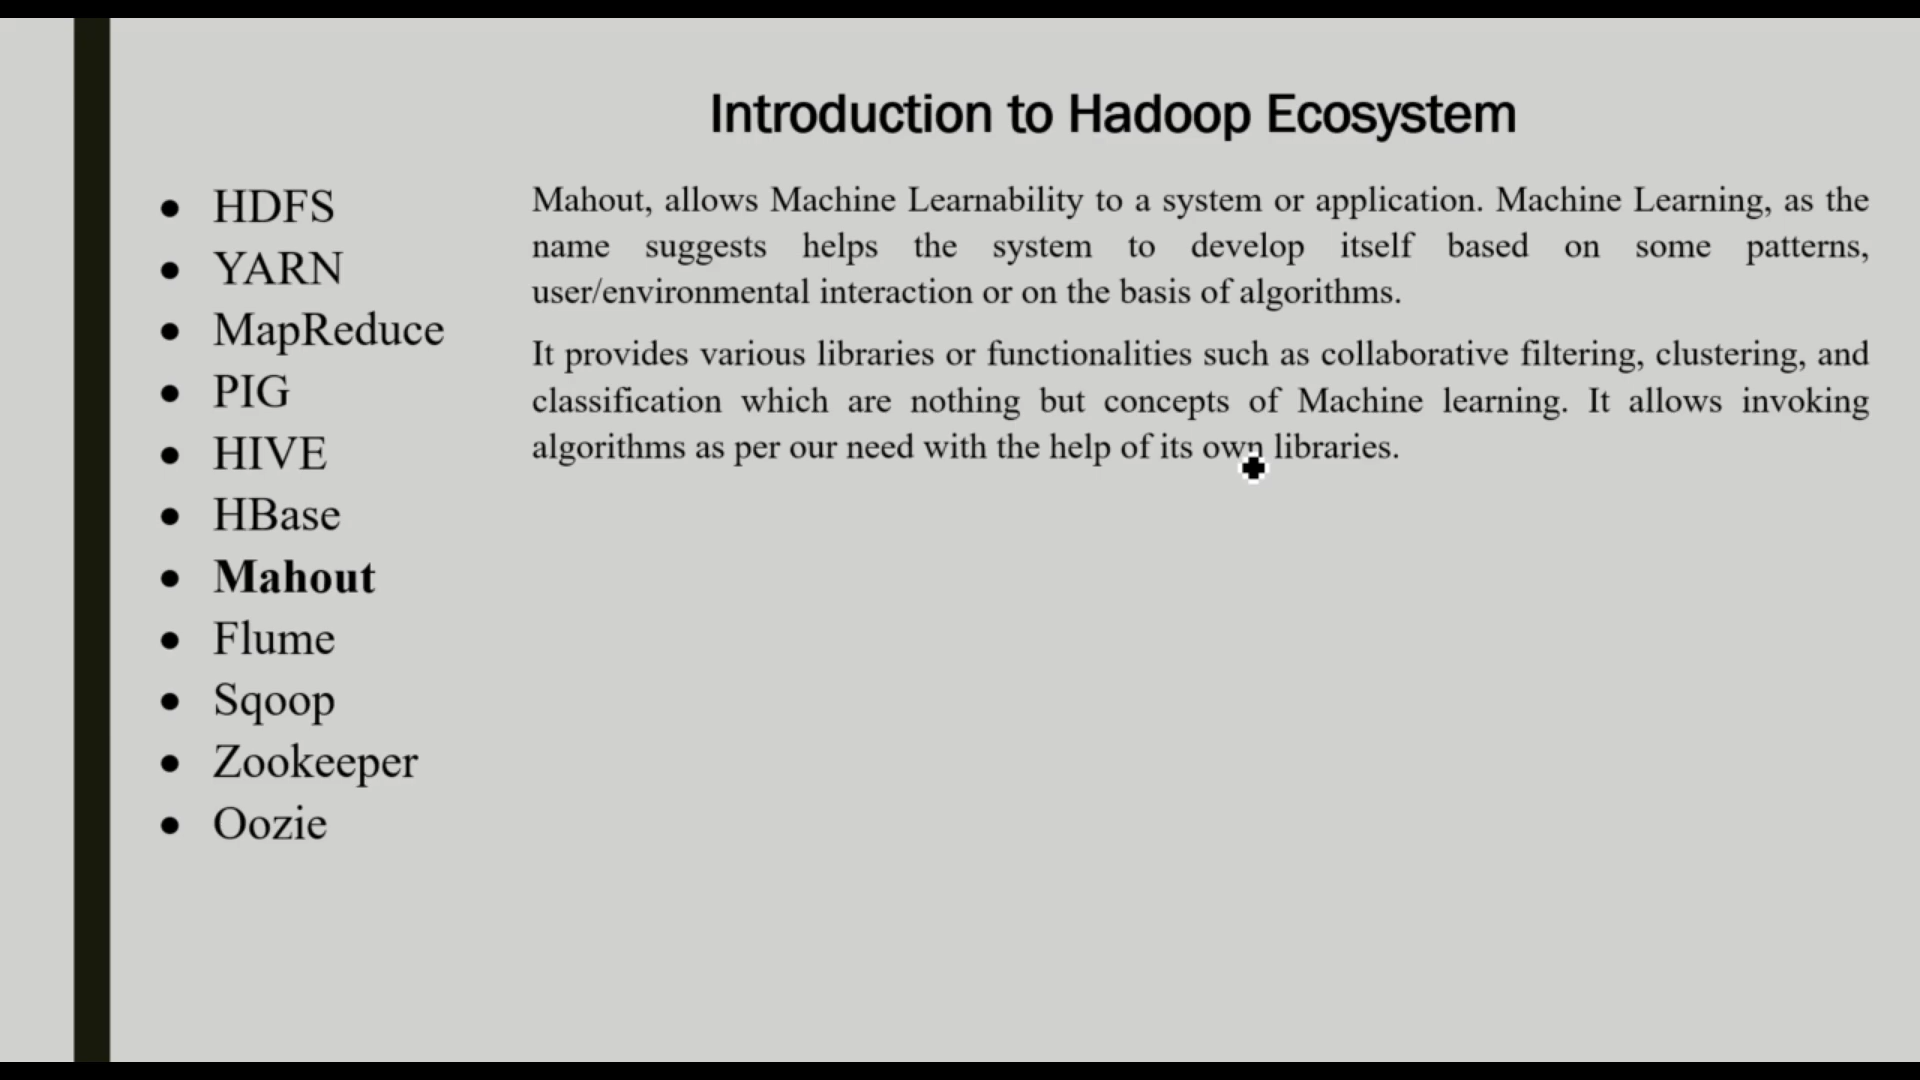 Introduction to Hadoop Ecosystem
• HDFS
• YARN
• MapReduce
• PIG
• HIVE
• HBase
• Mahout
• Flume
• Sqoop
• Zookeeper
• Oozie
Mahout, allows Machine Learnability to a system or application. Machine Learning, as the
name suggests helps the system to develop itself based on some patterns,
user/environmental interaction or on the basis of algorithms.
It provides various libraries or functionalities such as collaborative filtering, clustering, and
classification which are nothing but concepts of Machine learning. It allows invoking
algorithms as per our need with the help of its own libraries.